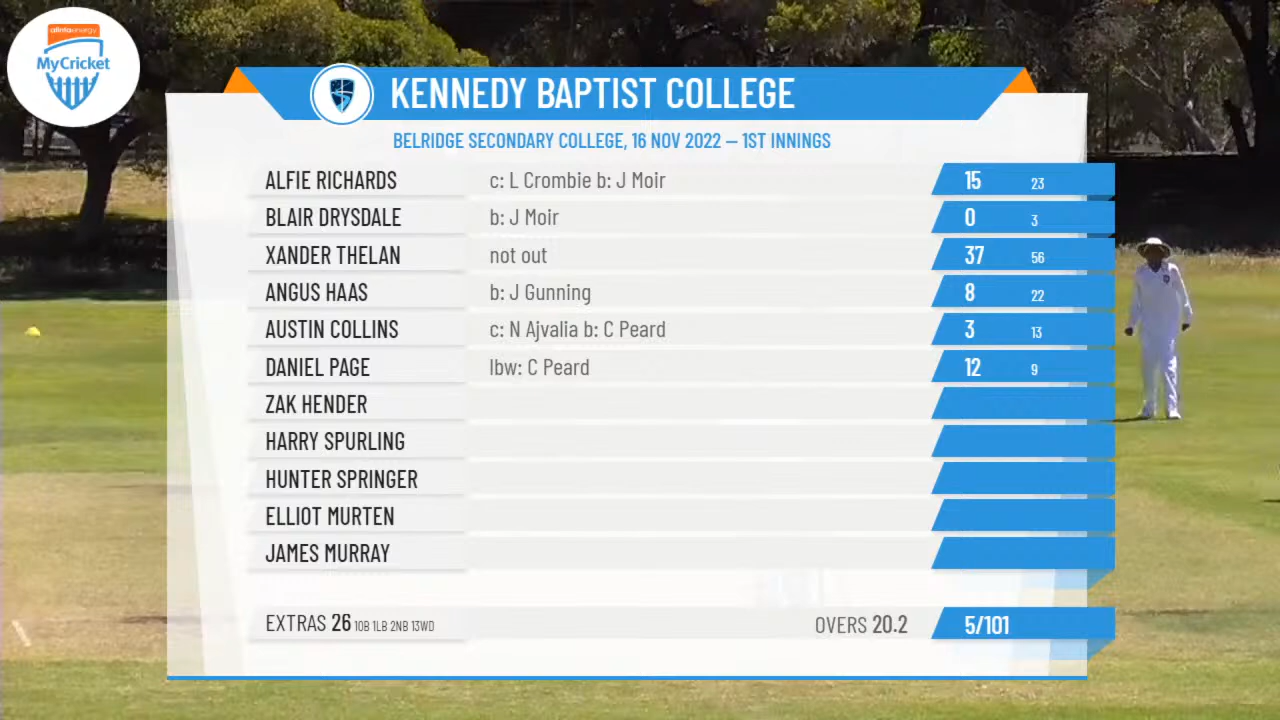 alintaenergy
MyCricket
KENNEDY BAPTIST COLLEGE
BELRIDGE SECONDARY COLLEGE, 16 NOV 2022 – 1ST INNINGS
ALFIE RICHARDS c: L Crombie b: J Moir 15 23
BLAIR DRYSDALE b: J Moir 0 3
XANDER THELAN not out 37 56
ANGUS HAAS b: J Gunning 8 22
AUSTIN COLLINS c: N Ajvalia b: C Peard 3 13
DANIEL PAGE lbw: C Peard 12 9
ZAK HENDER
HARRY SPURLING
HUNTER SPRINGER
ELLIOT MURTEN
JAMES MURRAY
EXTRAS 26 10B 1LB 2NB 13WD OVERS 20.2 5/101